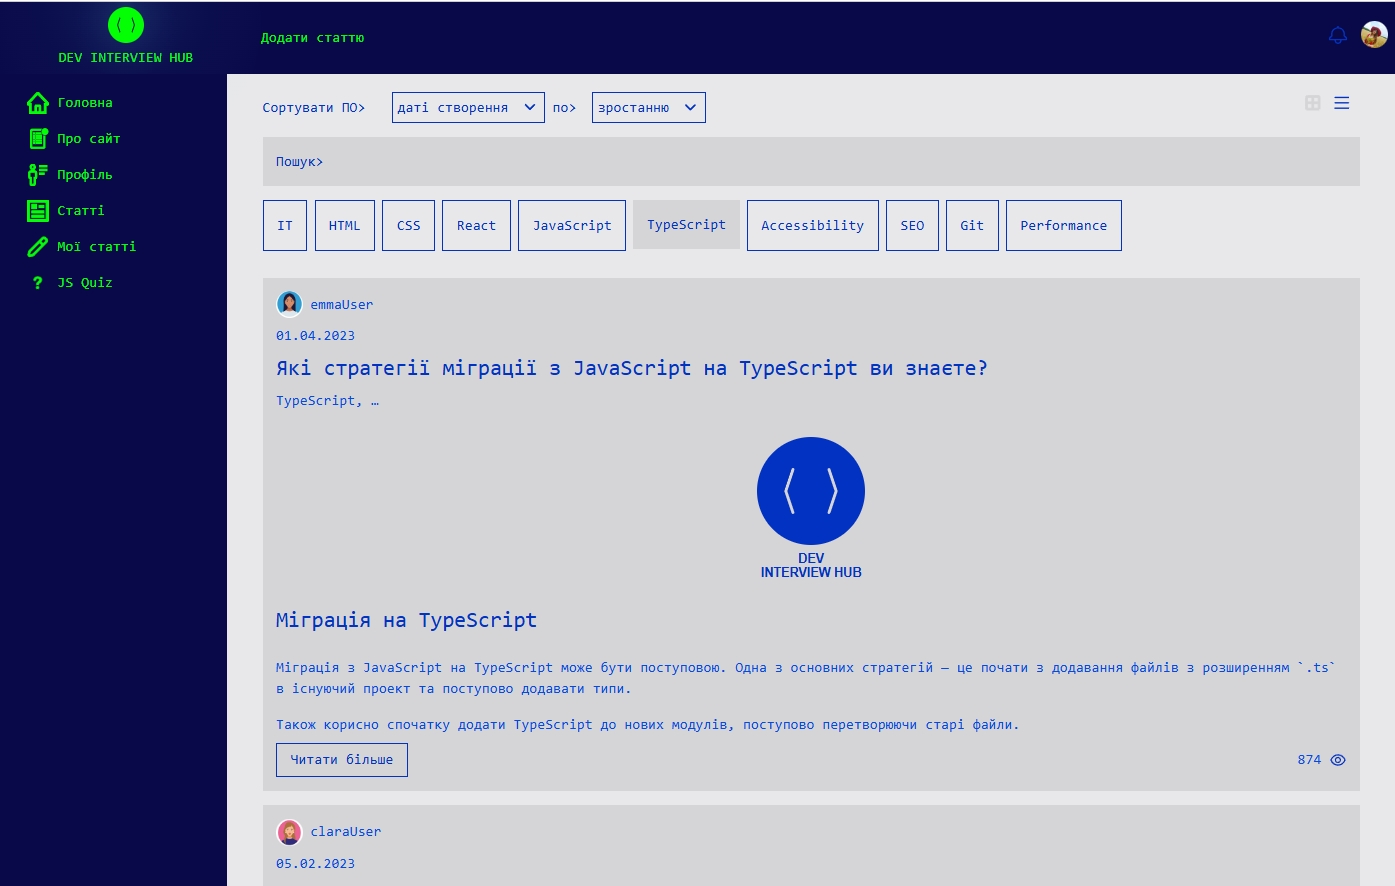 DEV INTERVIEW HUB
Додати статтю
Головна
Про сайт
Профіль
Статті
Мої статті
? JS Quiz
Сортувати ПО> даті створення по> зростанню
Пошук>
IT HTML CSS React JavaScript TypeScript Accessibility SEO Git Performance
emmaUser
01.04.2023
Які стратегії міграції з JavaScript на TypeScript ви знаєте?
TypeScript, …
DEV
INTERVIEW HUB
Міграція на TypeScript
Міграція з JavaScript на TypeScript може бути поступовою. Одна з основних стратегій — це почати з додавання файлів з розширенням `.ts`
в існуючий проект та поступово додавати типи.
Також корисно спочатку додати TypeScript до нових модулів, поступово перетворюючи старі файли.
Читати більше 874
claraUser
05.02.2023